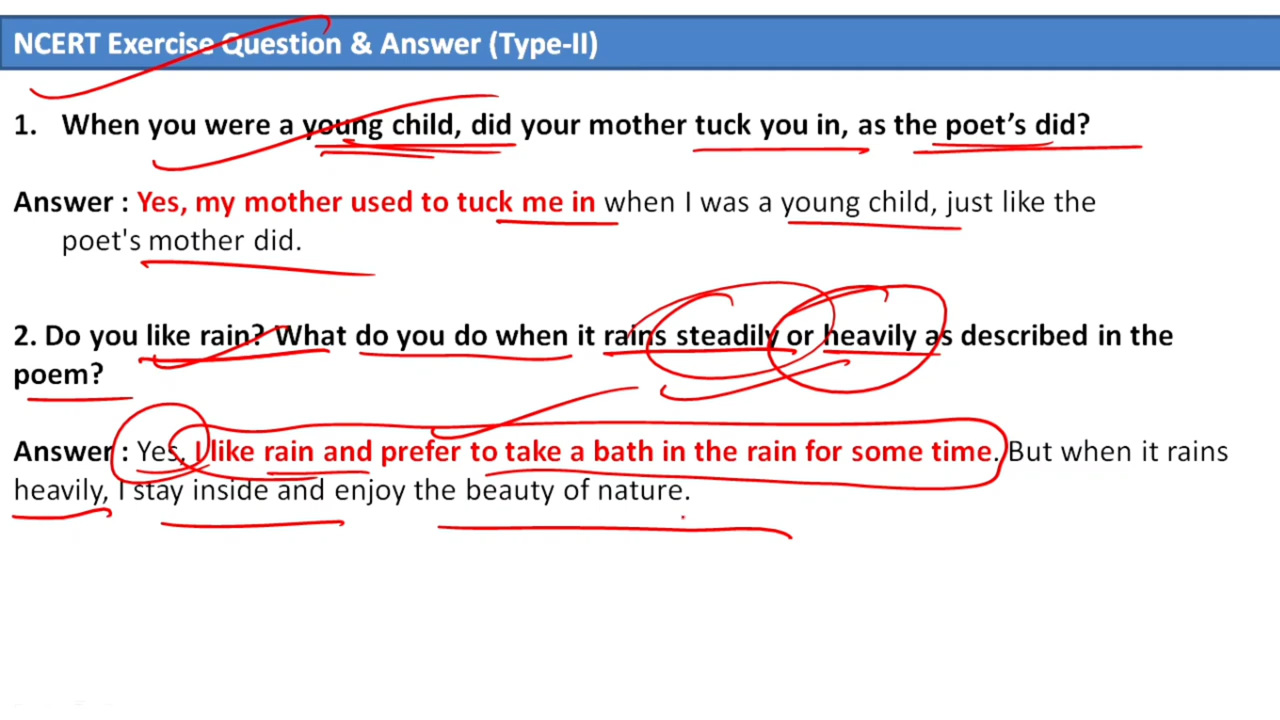 NCERT Exercise Question & Answer (Type-II)
1. When you were a young child, did your mother tuck you in, as the poet’s did?
Answer : Yes, my mother used to tuck me in when I was a young child, just like the
poet's mother did.
2. Do you like rain? What do you do when it rains steadily or heavily as described in the
poem?
Answer : Yes, I like rain and prefer to take a bath in the rain for some time. But when it rains
heavily, I stay inside and enjoy the beauty of nature.